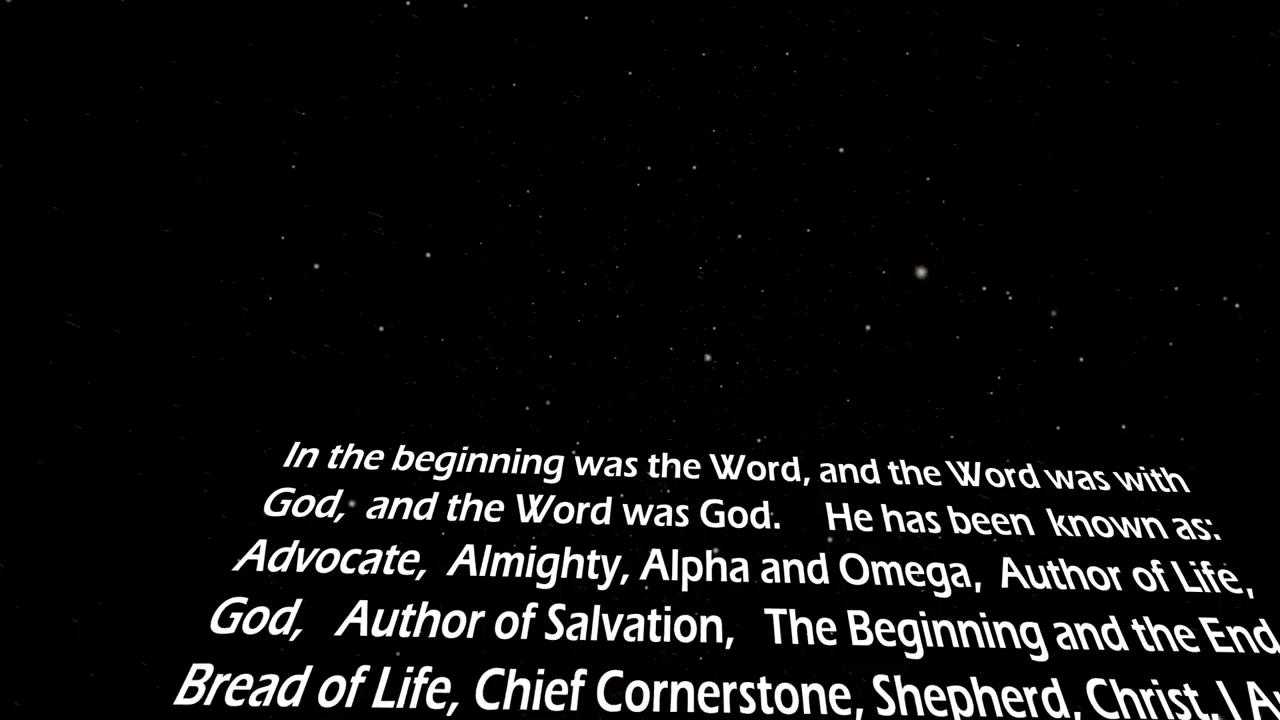 In the beginning was the Word, and the Word was with
God, and the Word was God. He has been known as:
Advocate, Almighty, Alpha and Omega, Author of Life,
God, Author of Salvation, The Beginning and the End
Bread of Life, Chief Cornerstone, Shepherd, Christ, I